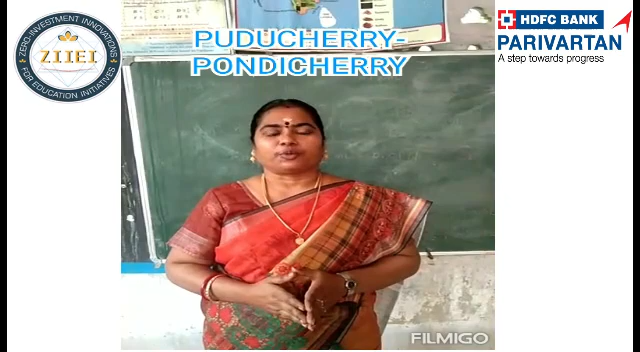 ZERO-INVESTMENT INNOVATIONS
ZIIEI
FOR EDUCATION INITIATIVES
PUDUCHERRY-
PONDICHERRY
HDFC BANK
PARIVARTAN
A step towards progress
FILMIGO